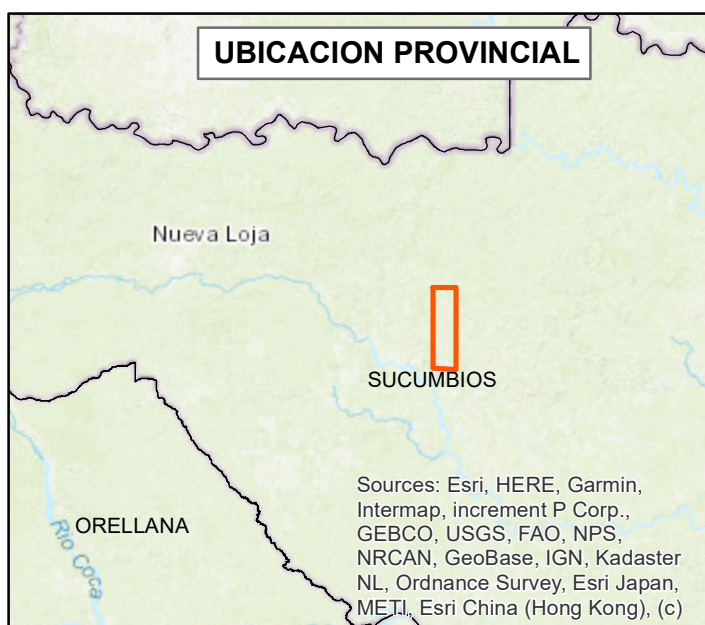 UBICACION PROVINCIAL
Nueva Loja
SUCUMBIOS
Sources: Esri, HERE, Garmin,
Intermap, increment P Corp.,
GEBCO, USGS, FAO, NPS,
NRCAN, GeoBase, IGN, Kadaster
NL, Ordnance Survey, Esri Japan,
METI, Esri China (Hong Kong), (c)
ORELLANA
Rio Coca